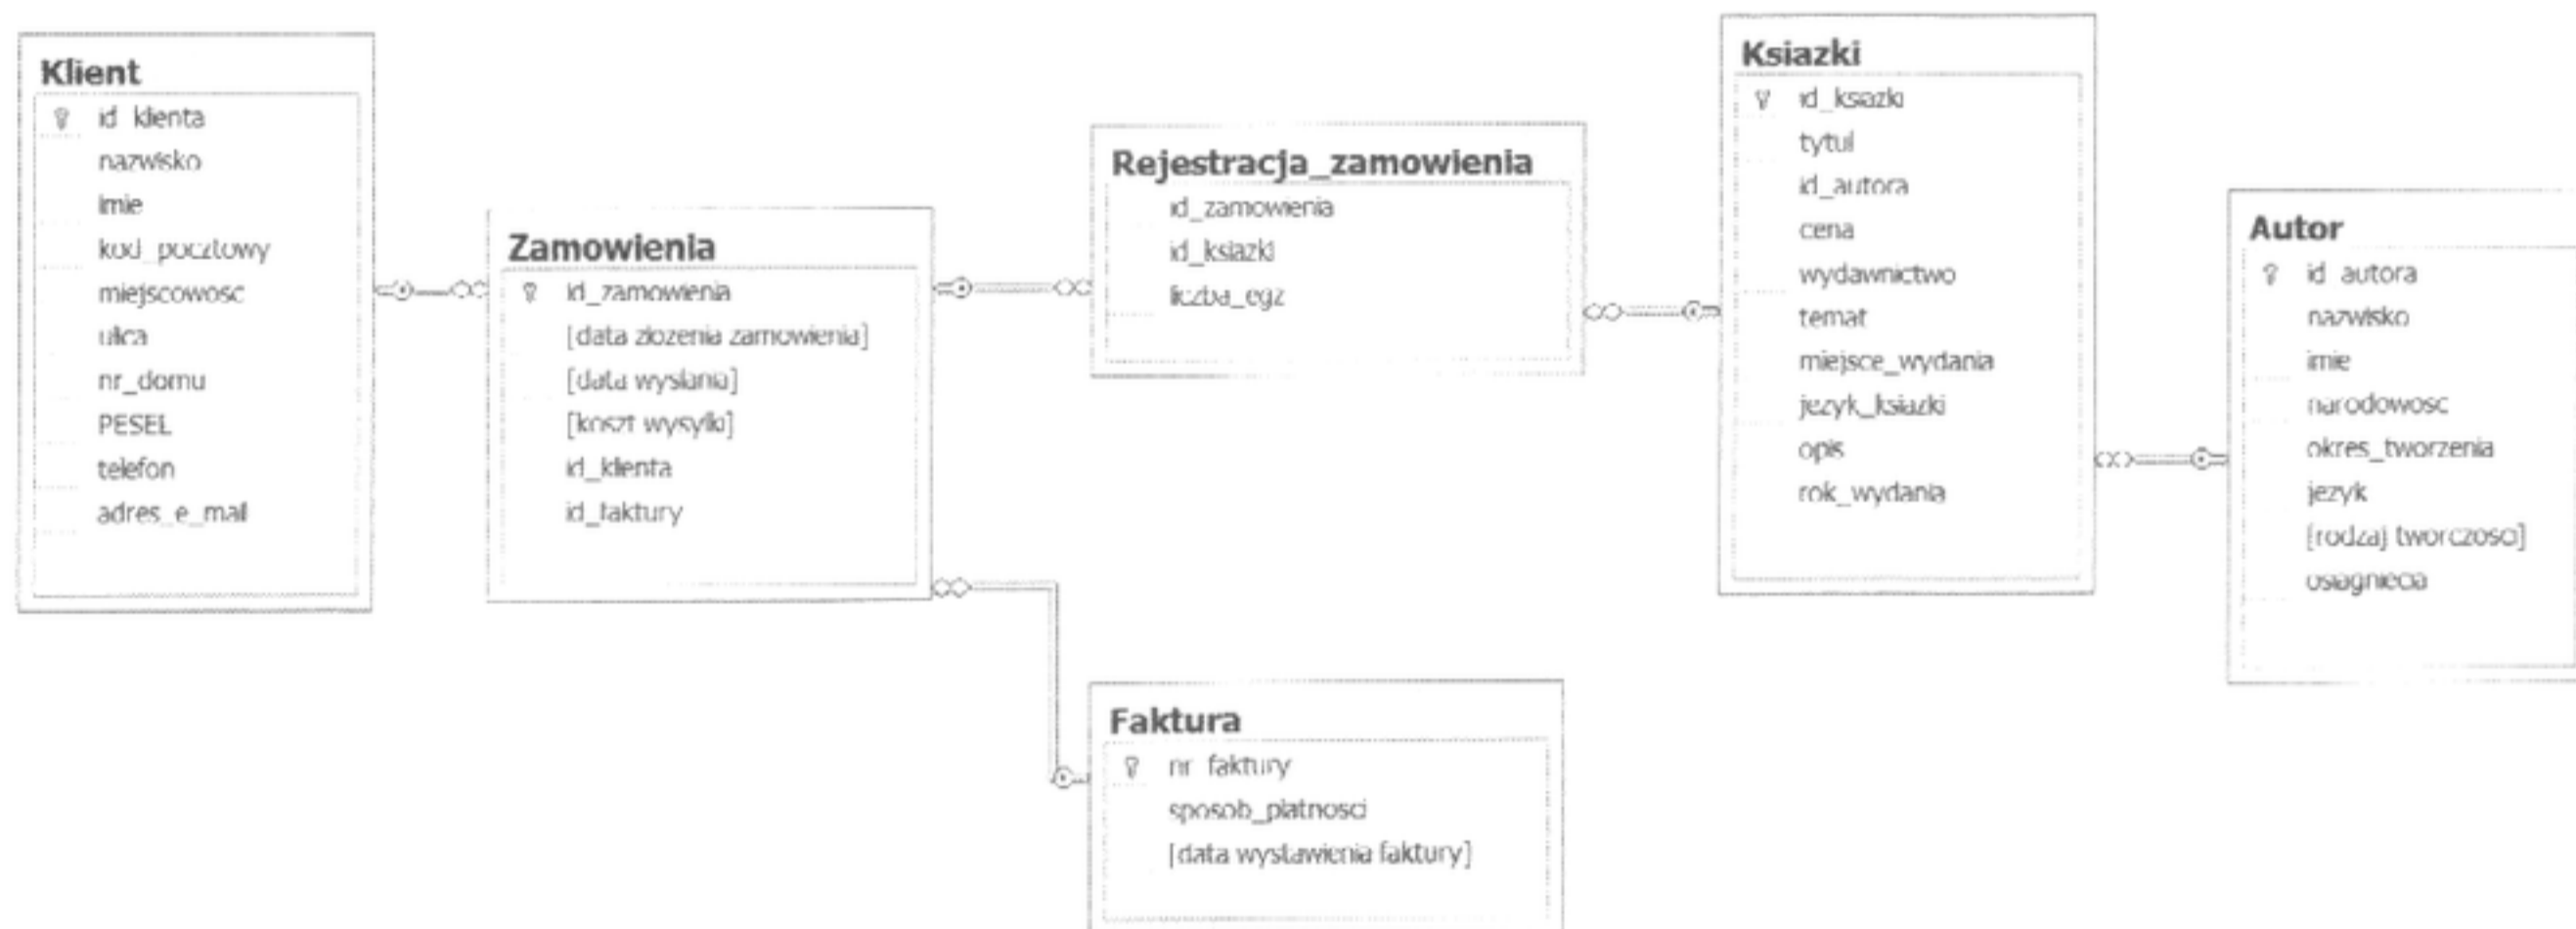 Klient
id_klienta
nazwisko
imie
kod_pocztowy
miejscowosc
ulica
nr_domu
PESEL
telefon
adres_e_mail
Zamowienia
id_zamowienia
[data zlozenia zamowienia]
[data wyslania]
[koszt wysylki]
id_klienta
id_faktury
Rejestracja_zamowienia
id_zamowienia
id_ksiazki
liczba_egz
Faktura
nr_faktury
sposob_platnosci
[data wystawienia faktury]
Ksiazki
id_ksiazki
tytul
id_autora
cena
wydawnictwo
temat
miejsce_wydania
jezyk_ksiazki
opis
rok_wydania
Autor
id_autora
nazwisko
imie
narodowosc
okres_tworzenia
jezyk
[rodzaj tworczosci]
osiagniecia